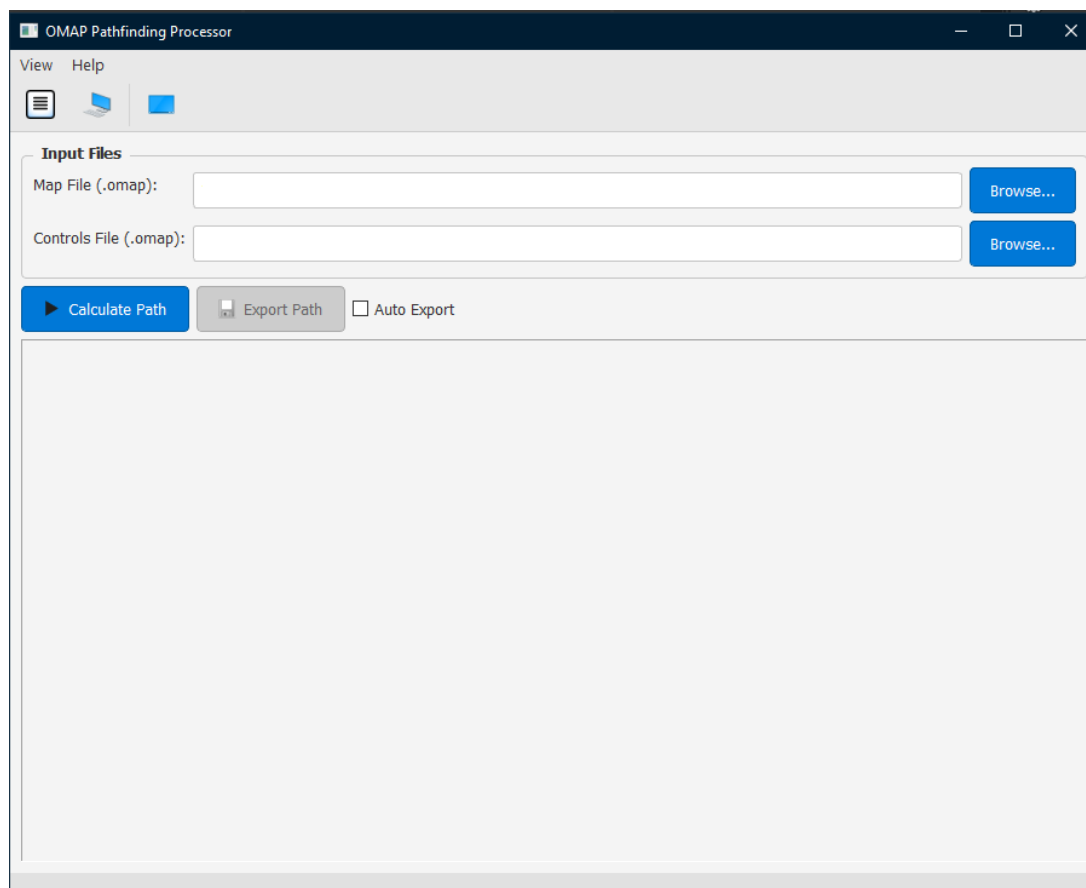 OMAP Pathfinding Processor
View Help
Input Files
Map File (.omap):
Browse...
Controls File (.omap):
Browse...
Calculate Path
Export Path
Auto Export